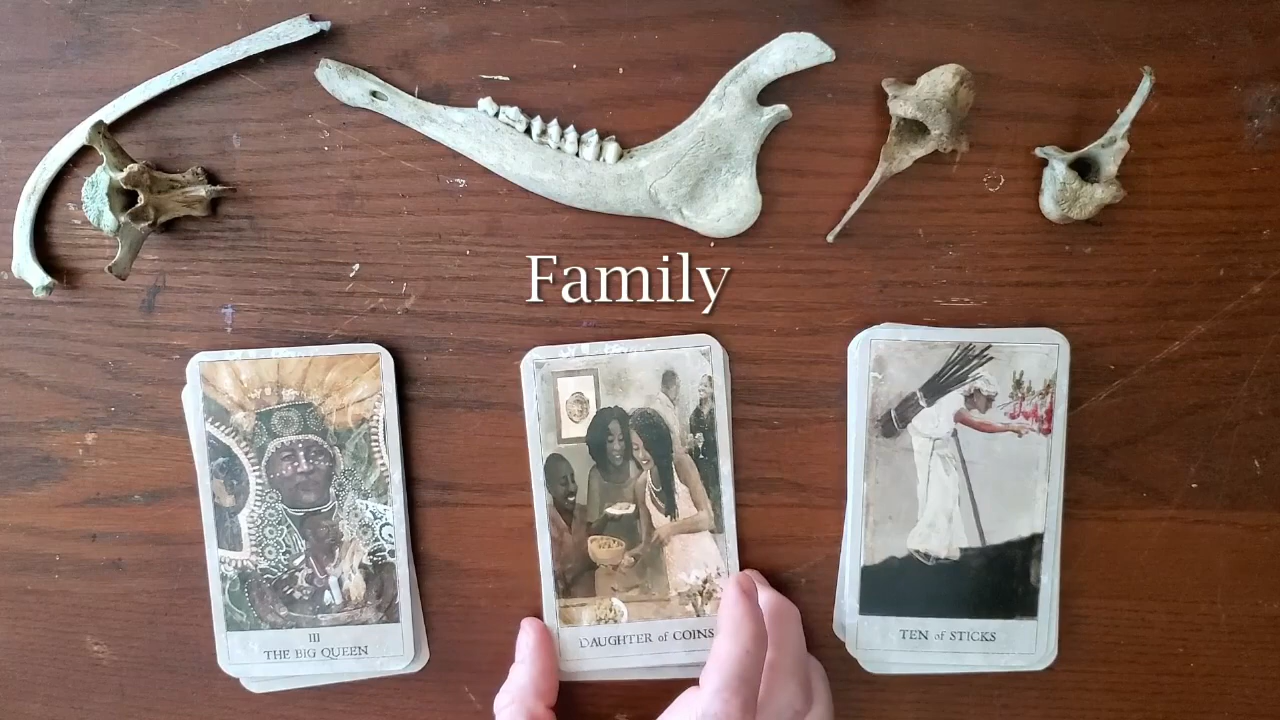 Family
III
THE BIG QUEEN
DAUGHTER of COINS
TEN of STICKS